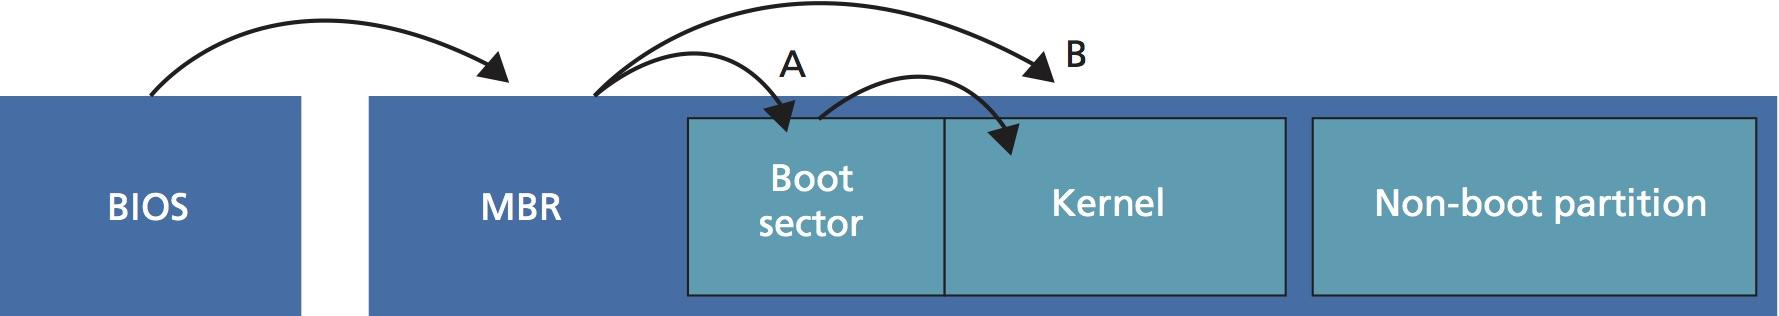 A
B
BIOS
MBR
Boot
sector
Kernel
Non-boot partition